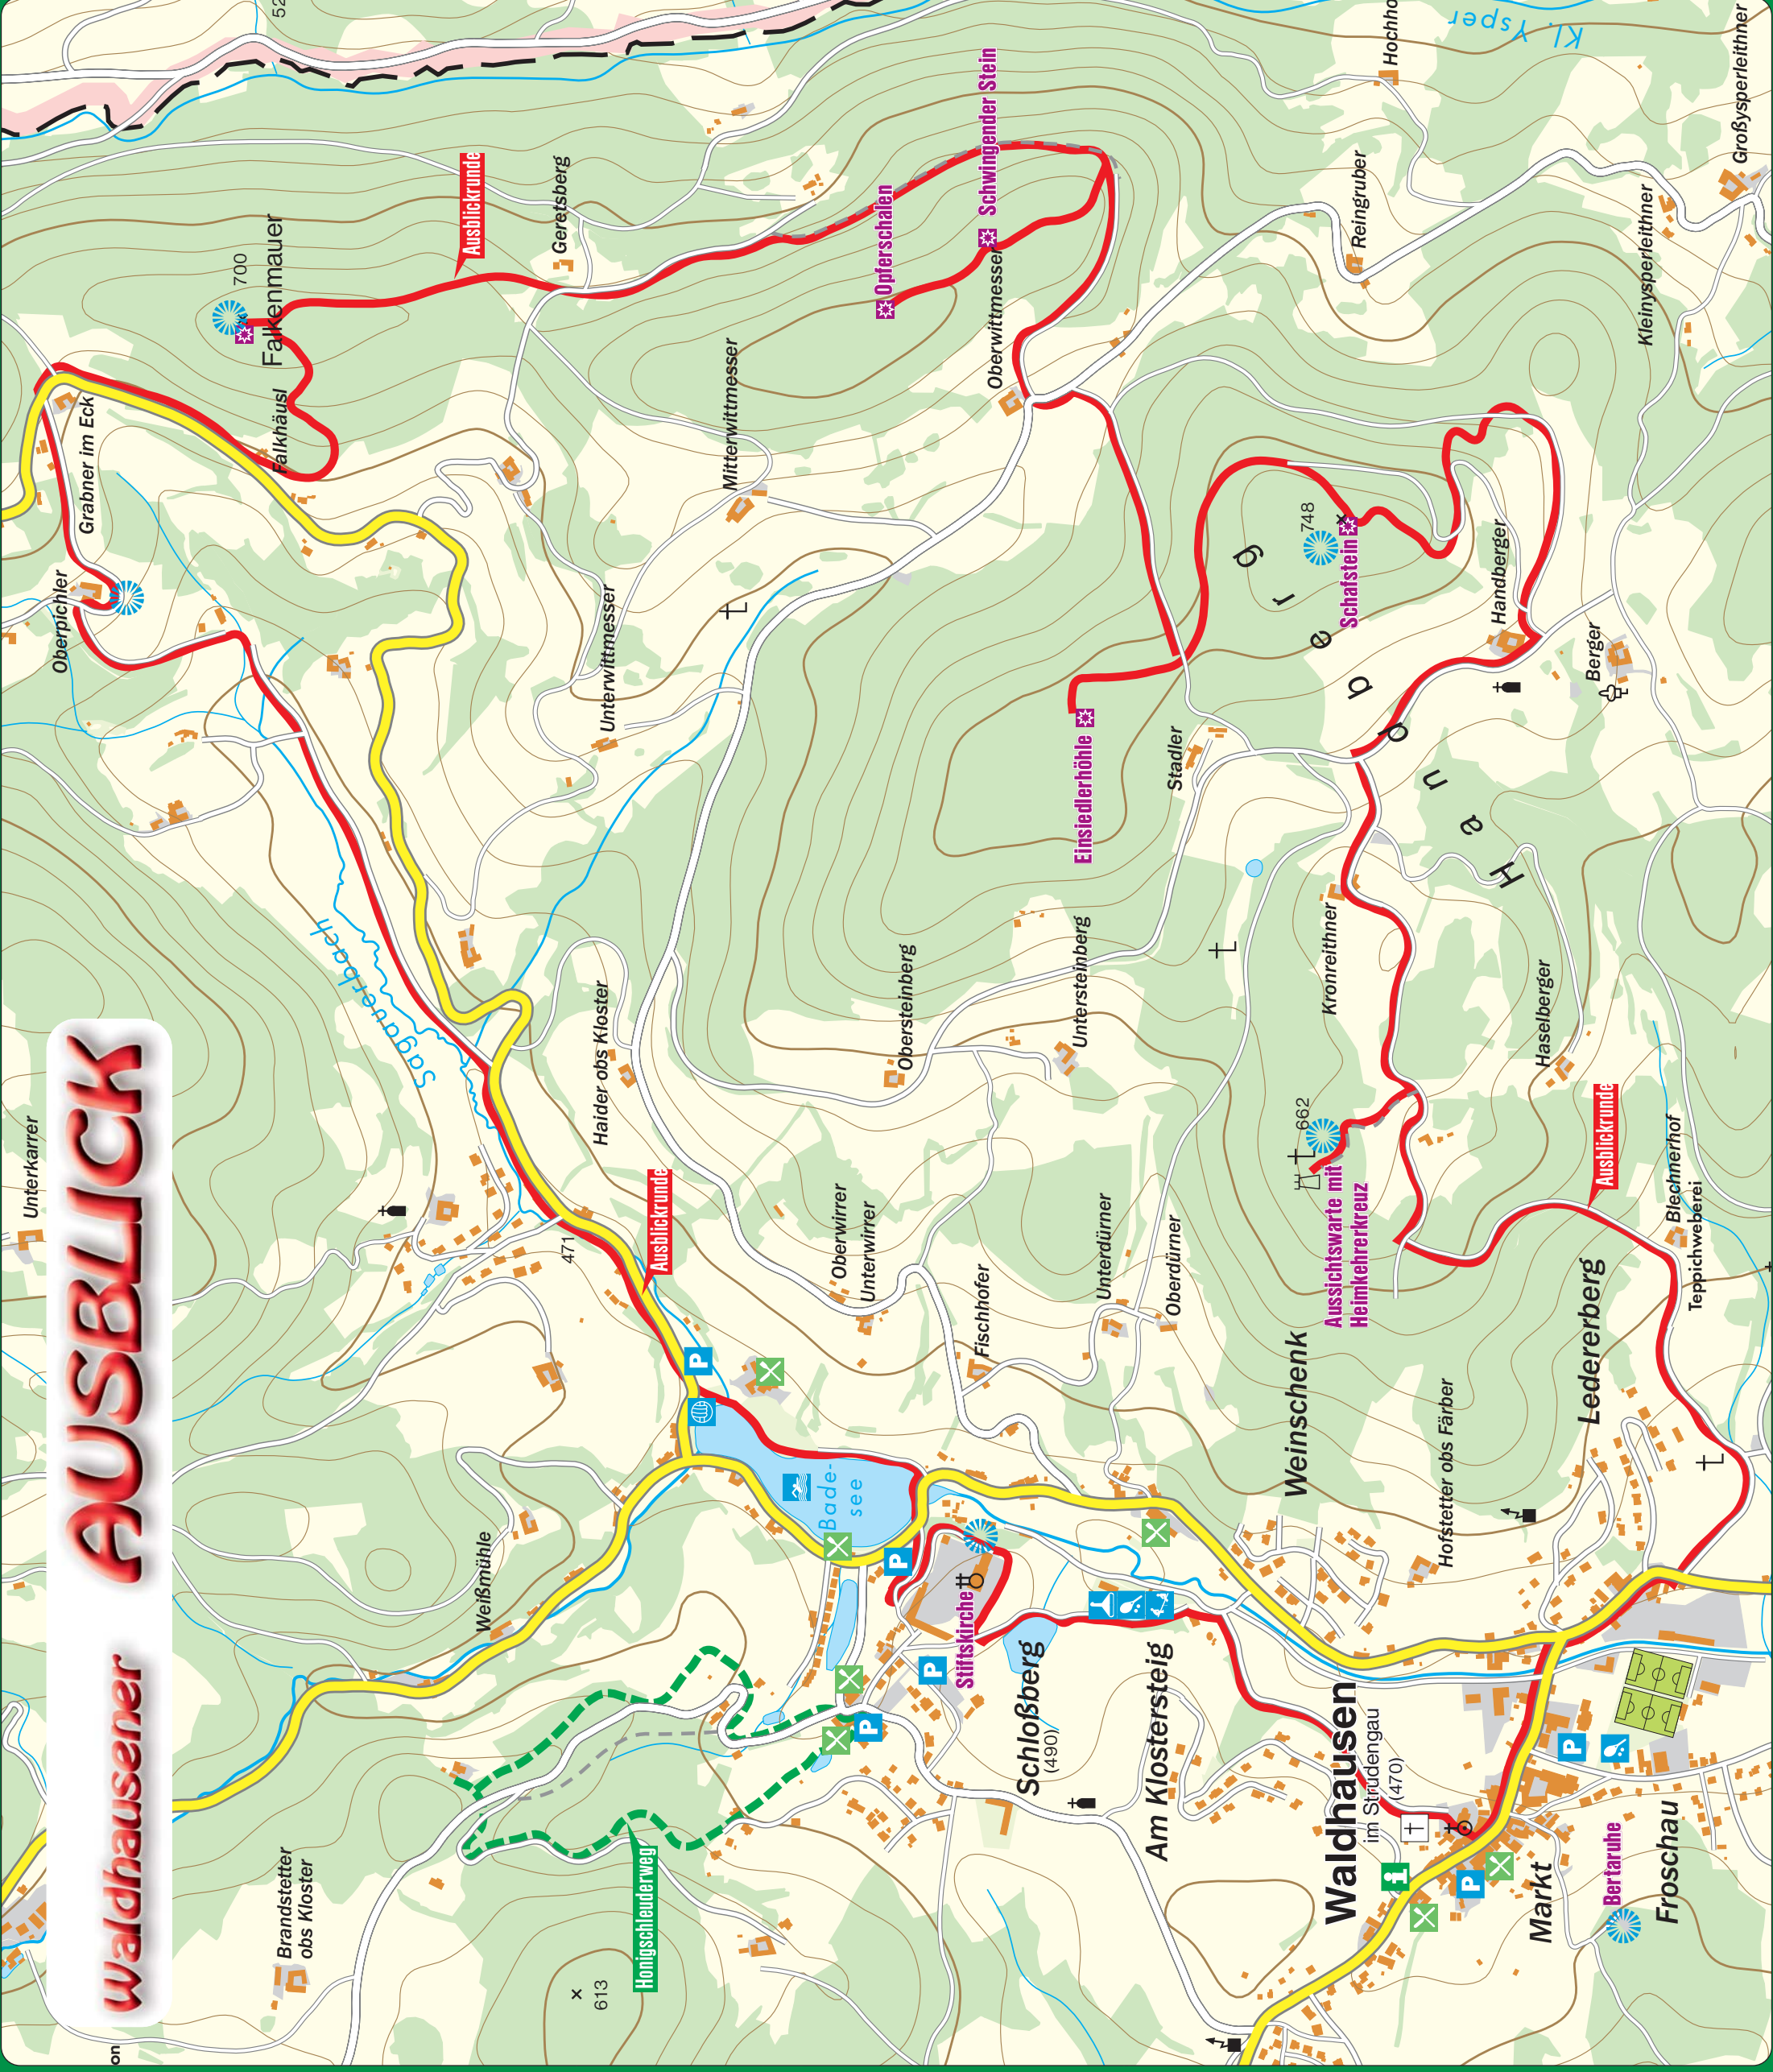 Waldhausener AUSBLICK
Unterkarrer
Oberpichler
Grabner im Eck
on
52
700
Falkenmauer
Falkhäusl
Brandstetter
obs Kloster
Saguerbach
Ausblickrunde
Geretsberg
Weißmühle
471
613
Haider obs Kloster
Unterwittmesser
Honigschleuderweg
Ausblickrunde
Mitterwittmesser
Bade-
see
Oberwirrer
Unterwirrer
Opferschalen
Obersteinberg
Schwingender Stein
Oberwittmesser
Stiftskirche
Fischhofer
Schloßberg
(490)
Einsiedlerhöhle
Untersteinberg
Unterdürner
Am Klostersteig
Oberdürner
Stadler
Weinschenk
662
748
Aussichtswarte mit
Heimkehrerkreuz
Kronreithner
Schafstein
Reingruber
Waldhausen
im Strudengau
(470)
Hochho
Hofstetter obs Färber
Handberg
Handberger
Kl. Ysper
Markt
Haselberger
Berger
Ledererberg
Ausblickrunde
Bertaruhe
Froschau
Kleinysperleithner
Blechnerhof
Teppichweberei
Großysperleithner
P
P
P
P
P
P
i